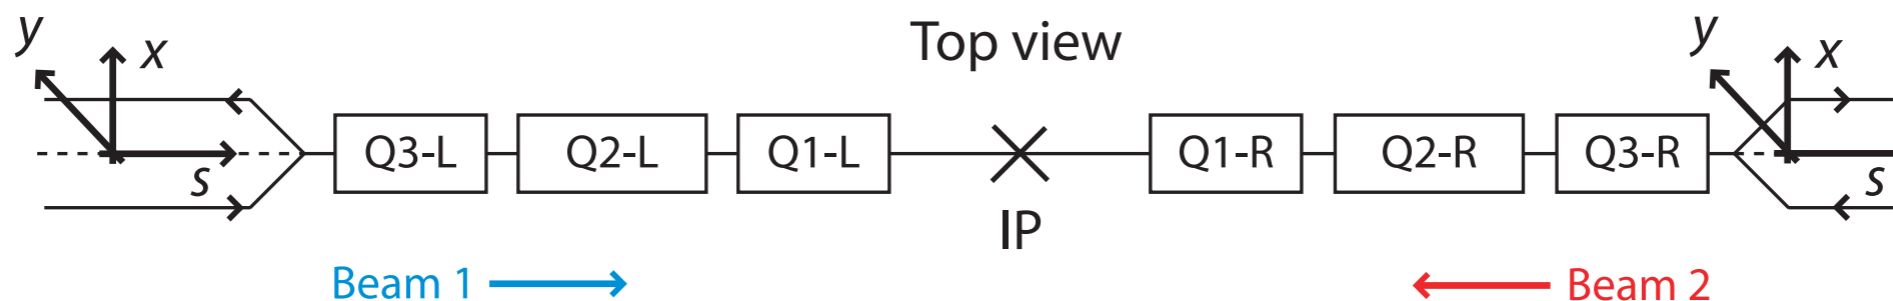 Top view
y
x
s
Q3-L
Q2-L
Q1-L
IP
Q1-R
Q2-R
Q3-R
y
x
s
Beam 1
Beam 2